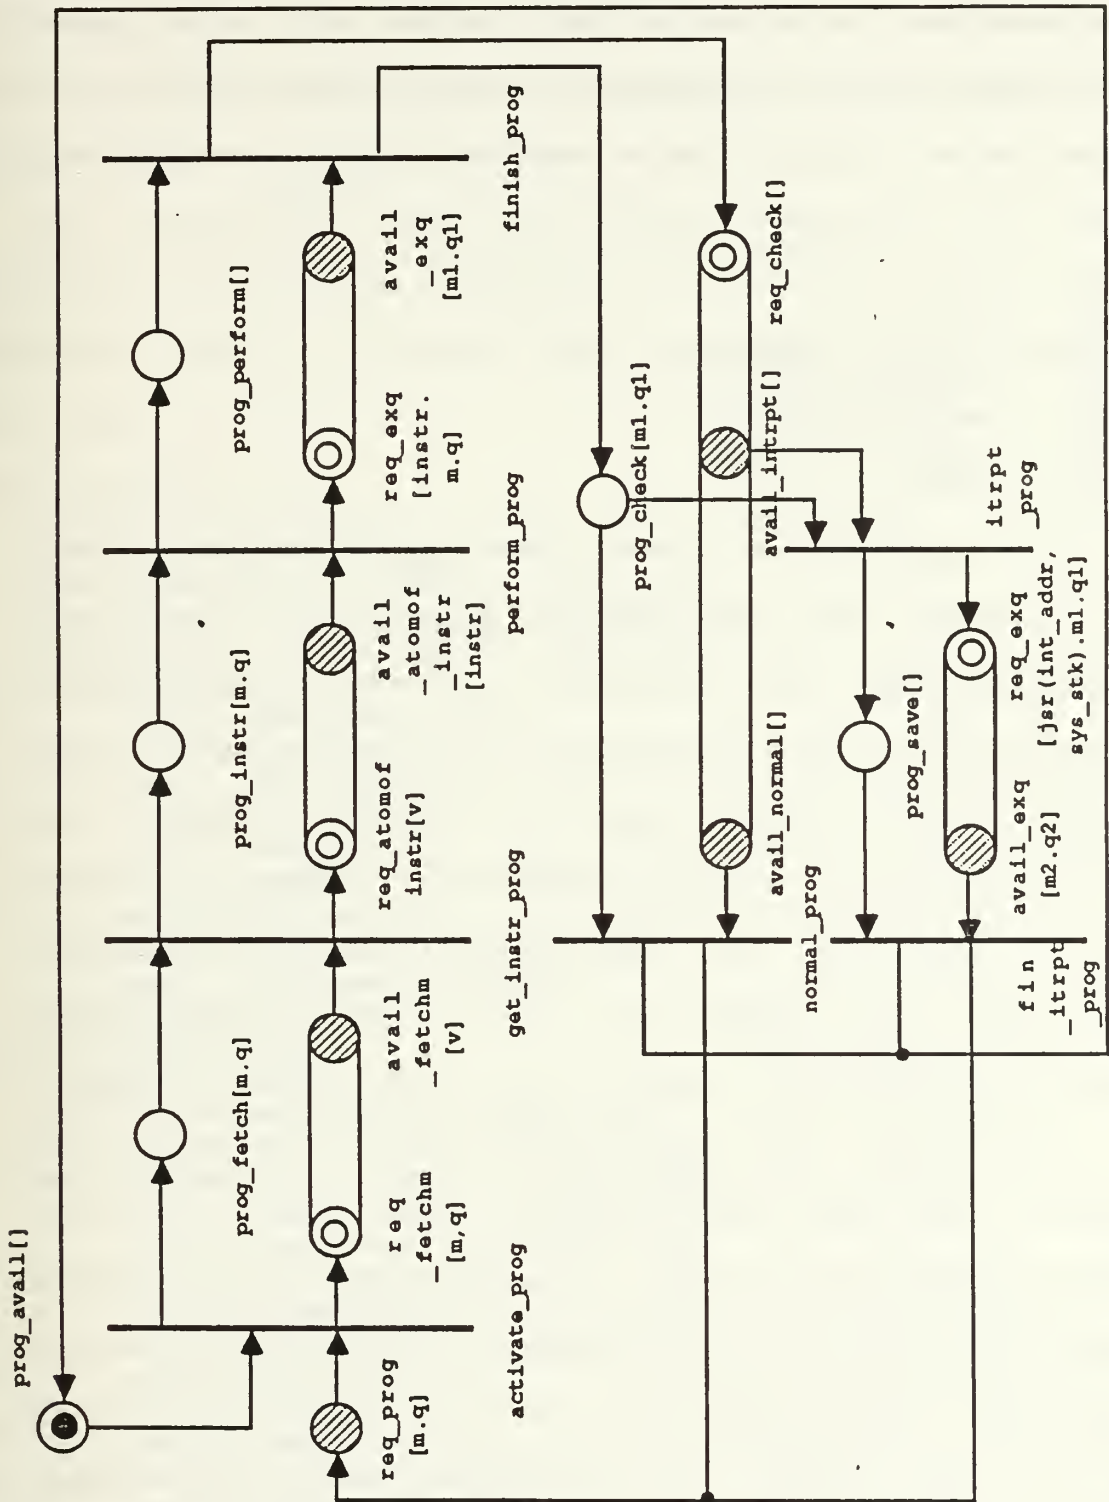 prog_avail[]
req_prog
[m.q]
activate_prog
prog_fetch[m.q]
req
_fetchm
[m,q]
avail
_fetchm
[v]
get_instr_prog
prog_instr[m.q]
req_atomof
instr[v]
avail
_atomof
_instr
[instr]
perform_prog
prog_perform[]
req_exq
[instr.
m.q]
avail
_exq
[m1.q1]
finish_prog
prog_check[m1.q1]
req_check[]
avail_intrpt[]
avail_normal[]
normal_prog
itrpt
_prog
prog_save[]
req_exq
[jsr(int_addr,
sys_stk).m1.q1]
avail_exq
[m2.q2]
fin
_itrpt
_prog